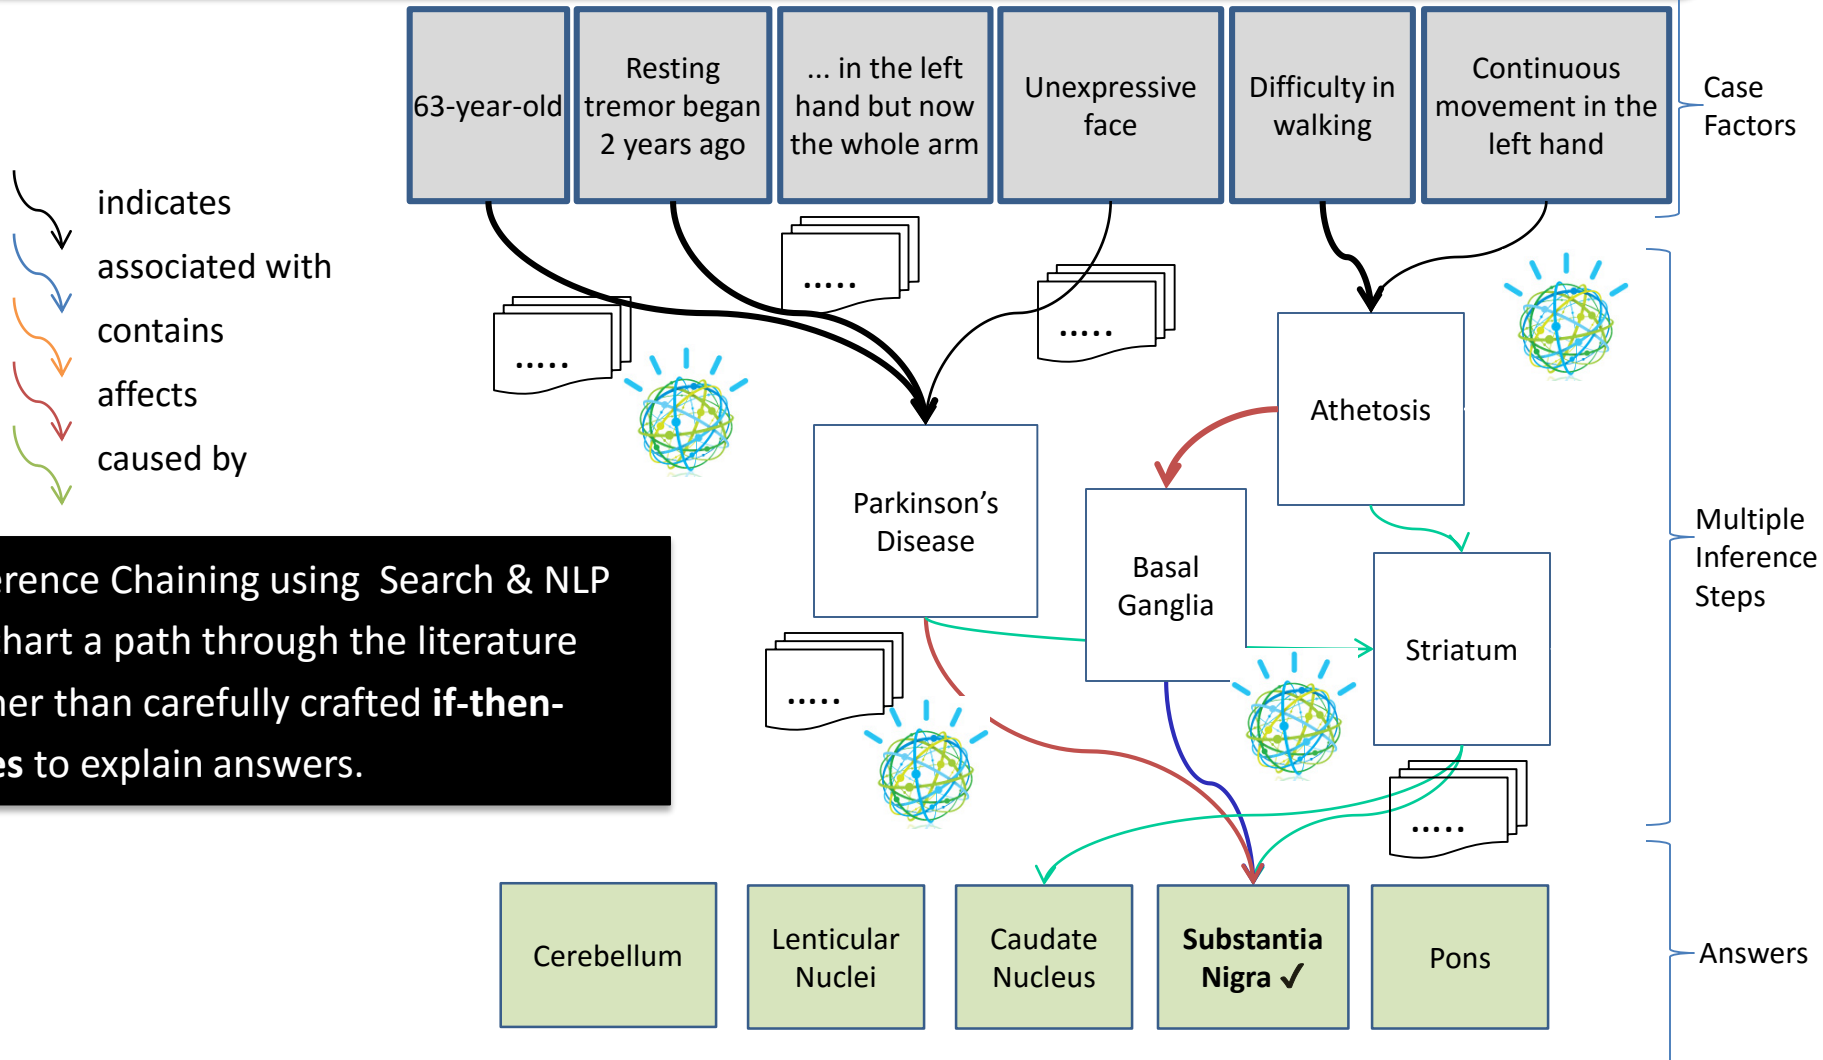 63-year-old
Resting
tremor began
2 years ago
... in the left
hand but now
the whole arm
Unexpressive
face
Difficulty in
walking
Continuous
movement in the
left hand
Case
Factors
indicates
associated with
contains
affects
caused by
.....
.....
.....
Athetosis
Parkinson's
Disease
Basal
Ganglia
Striatum
Multiple
Inference
Steps
erence Chaining using Search & NLP
hart a path through the literature
her than carefully crafted if-then-
es to explain answers.
.....
.....
Cerebellum
Lenticular
Nuclei
Caudate
Nucleus
Substantia
Nigra ✓
Pons
Answers